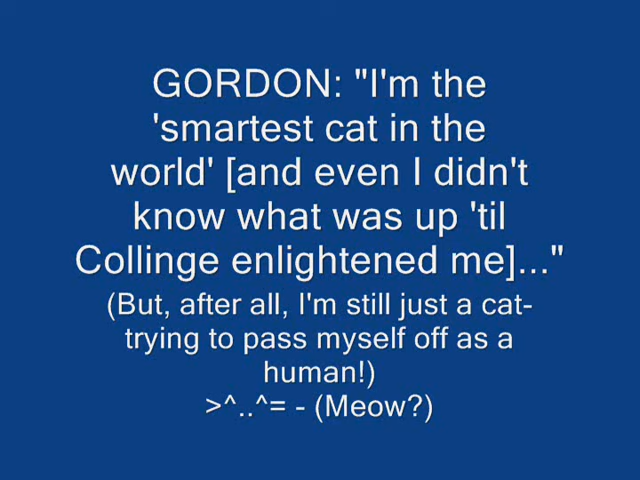 GORDON: "I'm the
'smartest cat in the
world' [and even I didn't
know what was up 'til
Collinge enlightened me]..."
(But, after all, I'm still just a cat-
trying to pass myself off as a
human!)
>^..^= - (Meow?)